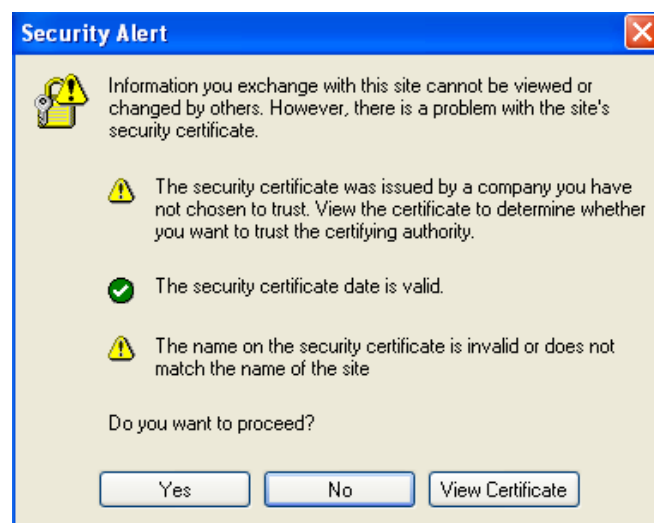 Security Alert
Information you exchange with this site cannot be viewed or
changed by others. However, there is a problem with the site's
security certificate.
The security certificate was issued by a company you have
not chosen to trust. View the certificate to determine whether
you want to trust the certifying authority.
The security certificate date is valid.
The name on the security certificate is invalid or does not
match the name of the site
Do you want to proceed?
Yes No View Certificate